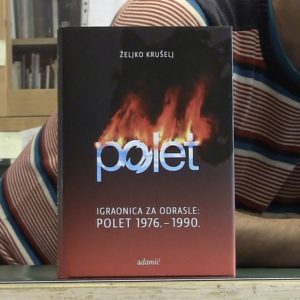 ŽELJKO KRUŠELJ
polet
IGRAONICA ZA ODRASLE:
POLET 1976. – 1990.
adamić